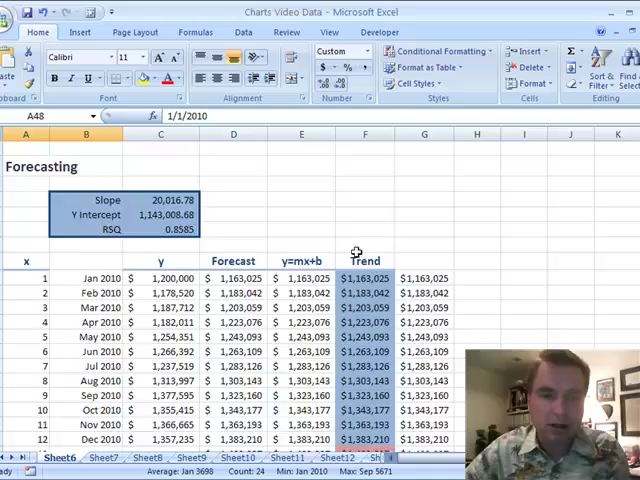 Charts Video Data - Microsoft Excel
Home Insert Page Layout Formulas Data Review View Developer
Paste Calibri 11 A A Custom Conditional Formatting Insert Σ
B I U $ % , Format as Table Delete Sort & Find &
Cell Styles Format Filter
Clipboard Font Alignment Number Styles Cells Editing
A48 fx 1/1/2010
A B C D E F G H I J K
Forecasting
Slope 20,016.78
Y Intercept 1,143,008.68
RSQ 0.8585
x y Forecast y=mx+b Trend
1 Jan 2010 $ 1,200,000 $ 1,163,025 $ 1,163,025 $1,163,025 $1,163,025
2 Feb 2010 $ 1,178,520 $ 1,183,042 $ 1,183,042 $1,183,042 $1,183,042
3 Mar 2010 $ 1,187,712 $ 1,203,059 $ 1,203,059 $1,203,059 $1,203,059
4 Apr 2010 $ 1,182,011 $ 1,223,076 $ 1,223,076 $1,223,076 $1,223,076
5 May 2010 $ 1,254,351 $ 1,243,093 $ 1,243,093 $1,243,093 $1,243,093
6 Jun 2010 $ 1,266,392 $ 1,263,109 $ 1,263,109 $1,263,109 $1,263,109
7 Jul 2010 $ 1,237,519 $ 1,283,126 $ 1,283,126 $1,283,126 $1,283,126
8 Aug 2010 $ 1,313,997 $ 1,303,143 $ 1,303,143 $1,303,143 $1,303,143
9 Sep 2010 $ 1,377,595 $ 1,323,160 $ 1,323,160 $1,323,160 $1,323,160
10 Oct 2010 $ 1,355,415 $ 1,343,177 $ 1,343,177 $1,343,177 $1,343,177
11 Nov 2010 $ 1,366,665 $ 1,363,193 $ 1,363,193 $1,363,193 $1,363,193
12 Dec 2010 $ 1,357,235 $ 1,383,210 $ 1,383,210 $1,383,210 $1,383,210
Sheet6 Sheet7 Sheet8 Sheet9 Sheet10 Sheet11 Sheet12 Sh
Ready Average: Jan 3698 Count: 24 Min: Jan 2010 Max: Sep 5671